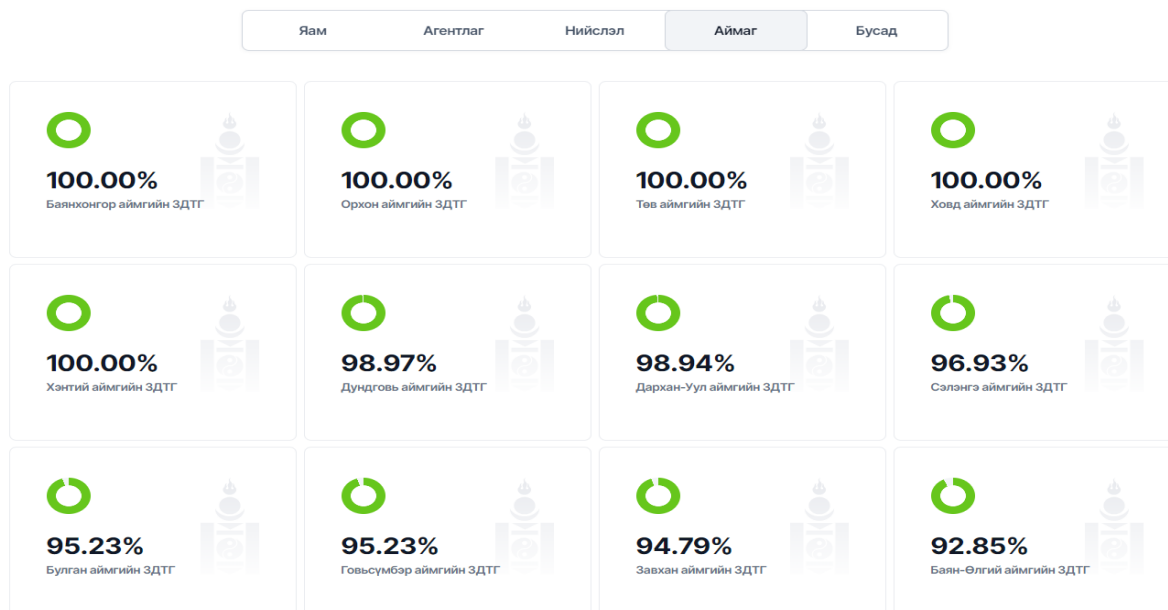 Яам Агентлаг Нийслэл Аймаг Бусад
100.00% 100.00% 100.00% 100.00%
Баянхонгор аймгийн ЗДТГ Орхон аймгийн ЗДТГ Төв аймгийн ЗДТГ Ховд аймгийн ЗДТГ
100.00% 98.97% 98.94% 96.93%
Хэнтий аймгийн ЗДТГ Дундговь аймгийн ЗДТГ Дархан-Уул аймгийн ЗДТГ Сэлэнгэ аймгийн ЗДТГ
95.23% 95.23% 94.79% 92.85%
Булган аймгийн ЗДТГ Говьсүмбэр аймгийн ЗДТГ Завхан аймгийн ЗДТГ Баян-Өлгий аймгийн ЗДТГ